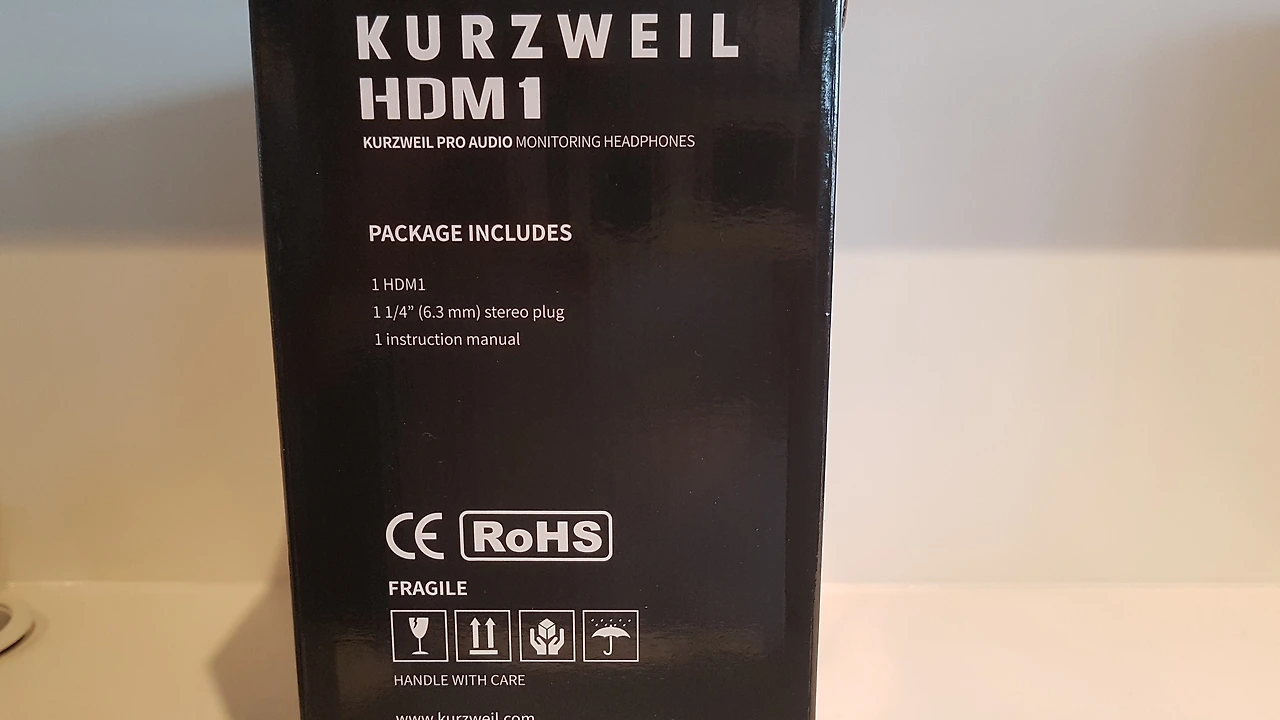 KURZWEIL
HDM1
KURZWEIL PRO AUDIO MONITORING HEADPHONES
PACKAGE INCLUDES
1 HDM1
1 1/4” (6.3 mm) stereo plug
1 instruction manual
CE RoHS
FRAGILE
HANDLE WITH CARE
www.kurzweil.com